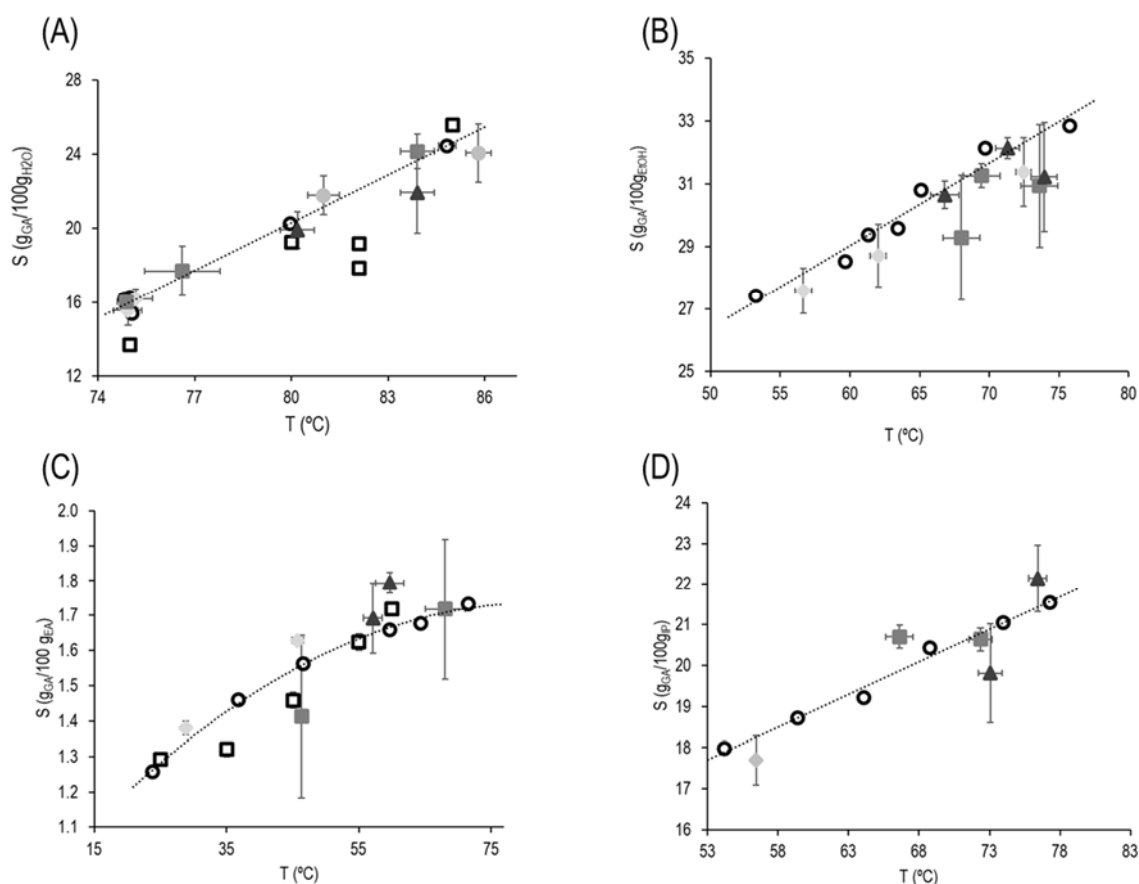 (A)
S (gGA/100gH2O)
28
24
20
16
12
74 77 80 83 86
T (ºC)
(B)
S (gGA/100gEtOH)
35
33
31
29
27
25
50 55 60 65 70 75 80
T (ºC)
(C)
S (gGA/100 gEA)
2.0
1.9
1.8
1.7
1.6
1.5
1.4
1.3
1.2
1.1
15 35 55 75
T (ºC)
(D)
S (gGA/100gIP)
24
23
22
21
20
19
18
17
16
53 58 63 68 73 78 83
T (ºC)